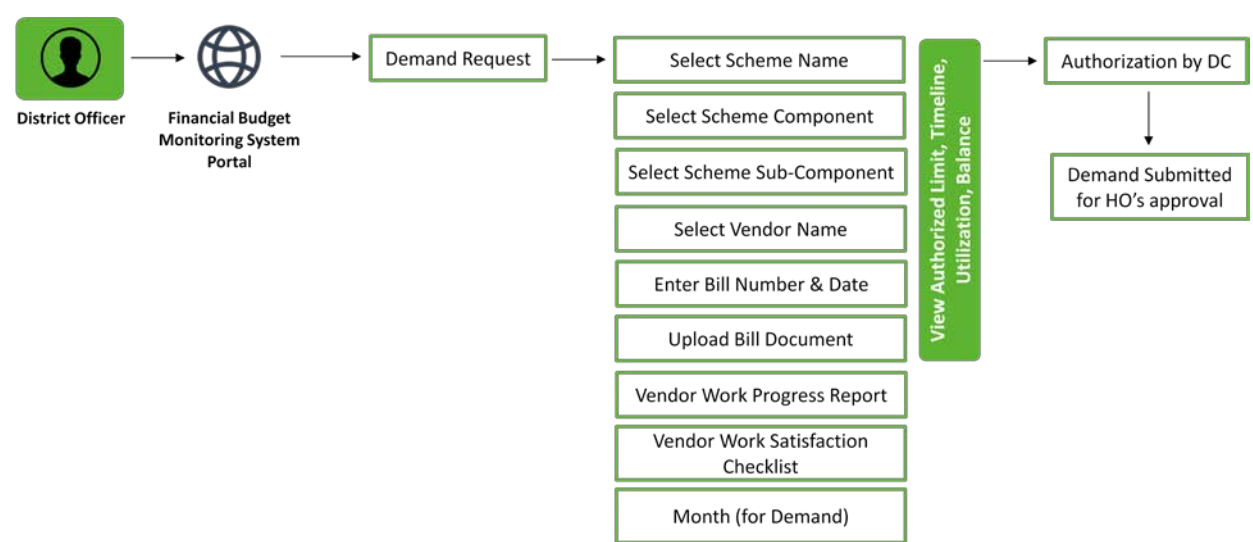 District Officer
Financial Budget
Monitoring System
Portal
Demand Request
Select Scheme Name
Select Scheme Component
Select Scheme Sub-Component
Select Vendor Name
Enter Bill Number & Date
Upload Bill Document
Vendor Work Progress Report
Vendor Work Satisfaction
Checklist
Month (for Demand)
View Authorized Limit, Timeline,
Utilization, Balance
Authorization by DC
Demand Submitted
for HO’s approval